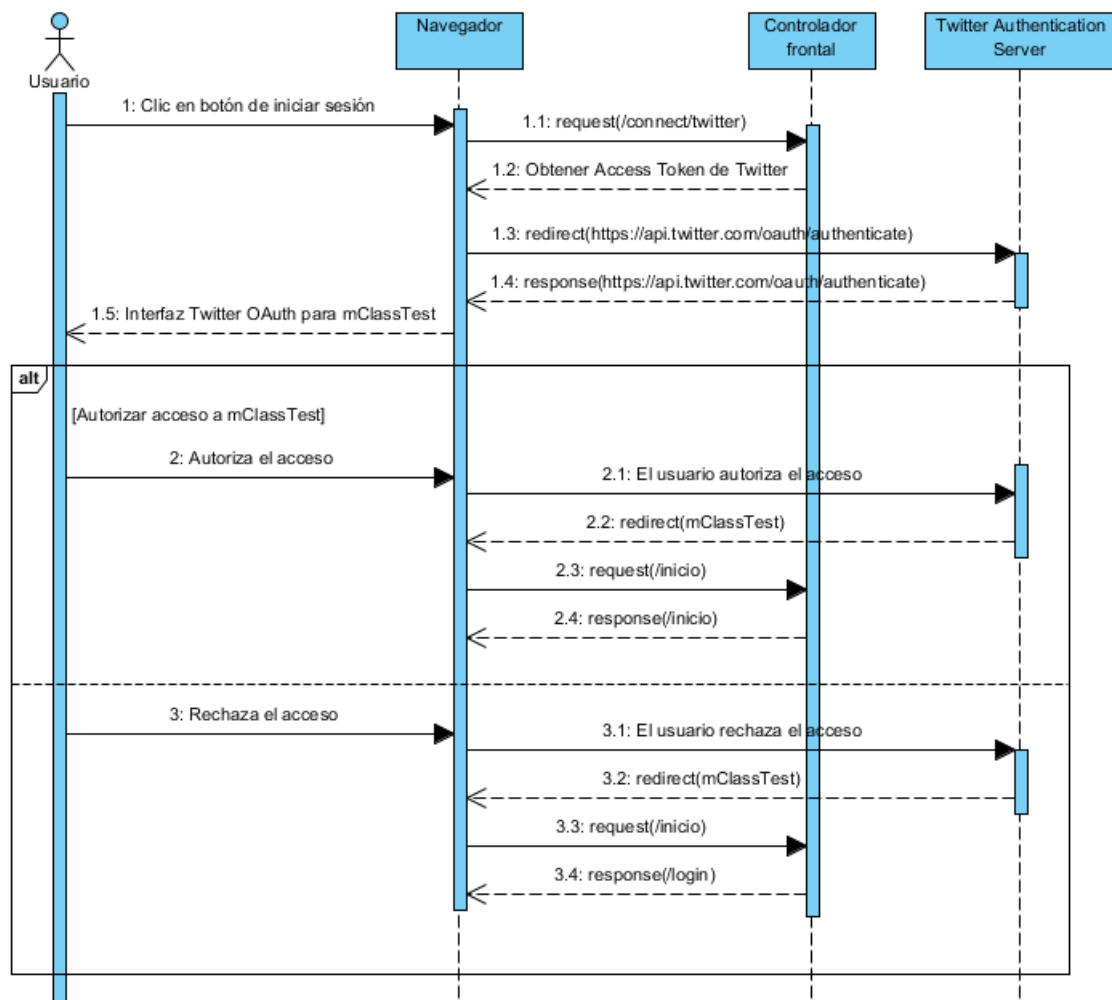 Navegador
Controlador
frontal
Twitter Authentication
Server
Usuario
1: Clic en botón de iniciar sesión
1.1: request(/connect/twitter)
1.2: Obtener Access Token de Twitter
1.3: redirect(https://api.twitter.com/oauth/authenticate)
1.4: response(https://api.twitter.com/oauth/authenticate)
1.5: Interfaz Twitter OAuth para mClassTest
alt
[Autorizar acceso a mClassTest]
2: Autoriza el acceso
2.1: El usuario autoriza el acceso
2.2: redirect(mClassTest)
2.3: request(/inicio)
2.4: response(/inicio)
3: Rechaza el acceso
3.1: El usuario rechaza el acceso
3.2: redirect(mClassTest)
3.3: request(/inicio)
3.4: response(/login)